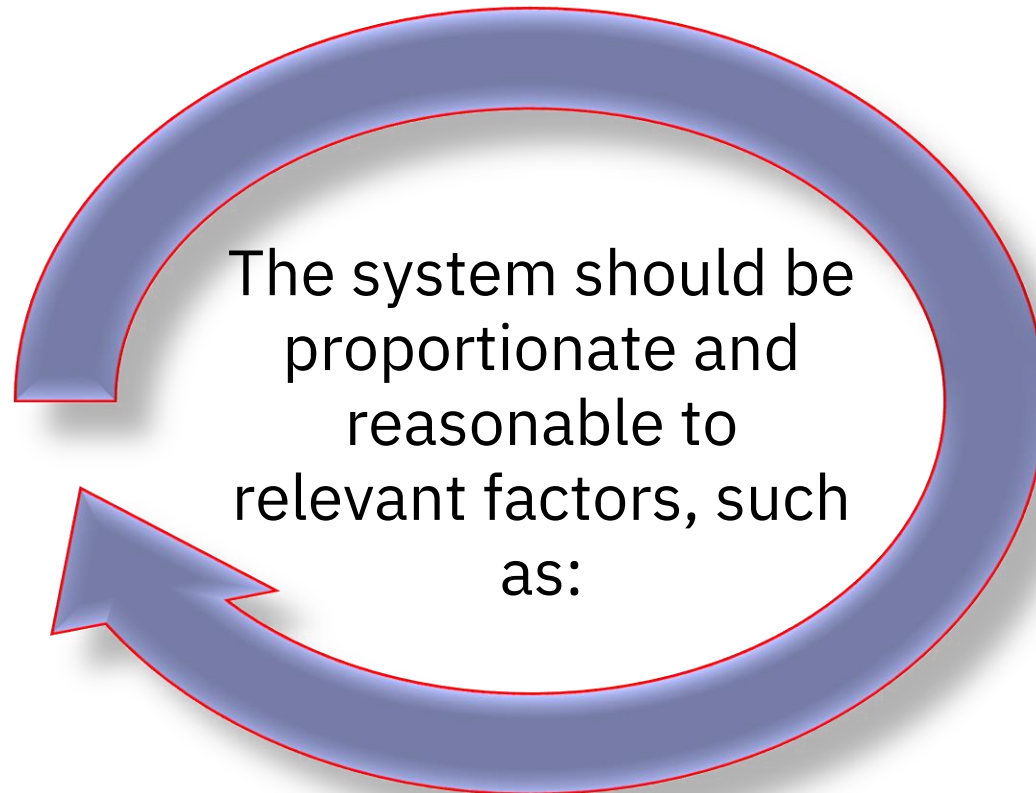 The system should be
proportionate and
reasonable to
relevant factors, such
as: